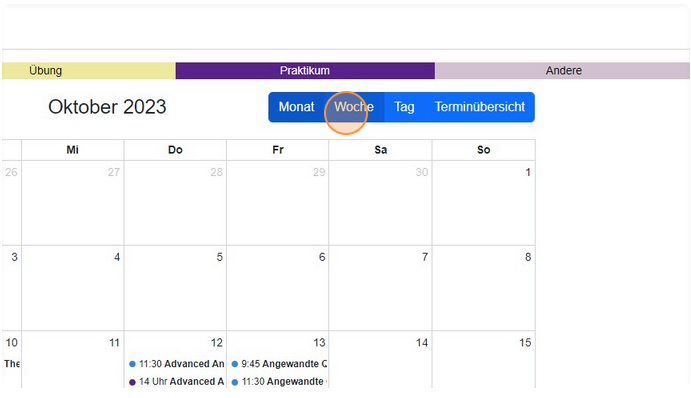 Übung Praktikum Andere
Oktober 2023 Monat Woche Tag Terminübersicht
Mi Do Fr Sa So
26 27 28 29 30 1
3 4 5 6 7 8
10 11 12 13 14 15
The 11:30 Advanced An 9:45 Angewandte
14 Uhr Advanced A 11:30 Angewandte